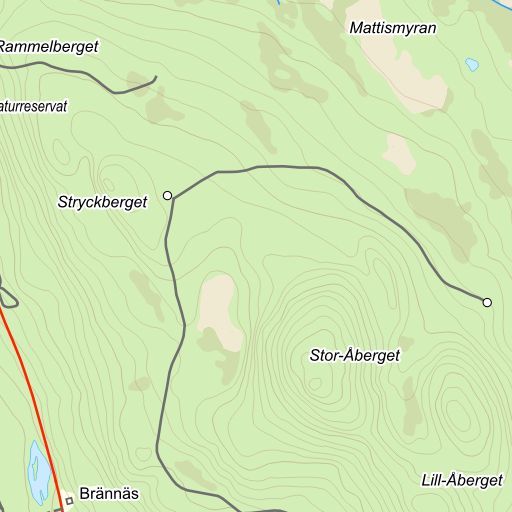 Mattismyran
Rammelberget
aturreservat
Stryckberget
Stor-Åberget
Lill-Åberget
Brännäs